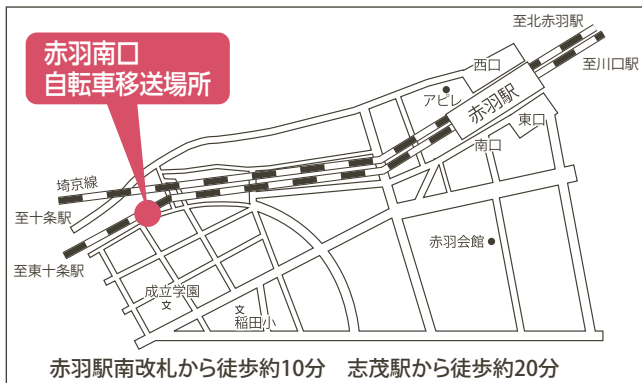 赤羽南口
自転車移送場所
至北赤羽駅
西口
至川口駅
アピレ
赤羽駅
東口
南口
埼京線
至十条駅
赤羽会館
至東十条駅
成立学園
稲田小
赤羽駅南改札から徒歩約10分 志茂駅から徒歩約20分